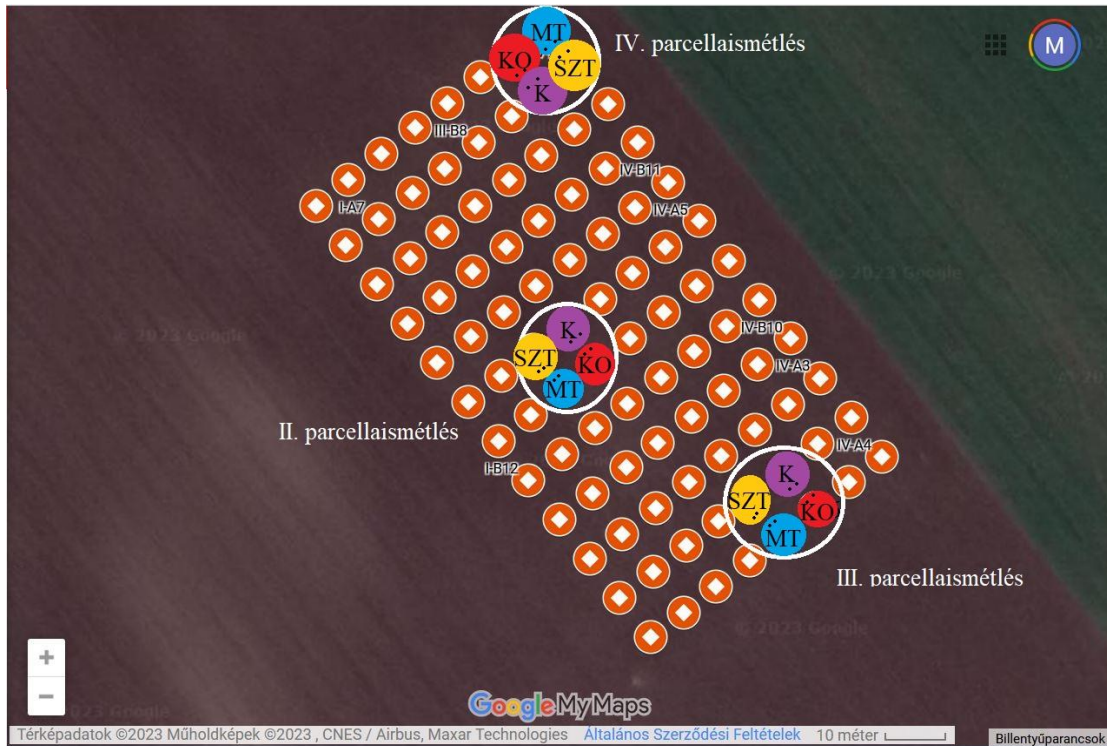 MT
KO
SZT
K
IV. parcellaismétlés
M
III-B8
I-A7
IV-B11
IV-A5
© 2023 Google
© 2023 Google
K
SZT
KO
MT
IV-B10
IV-A3
II. parcellaismétlés
I-B12
IV-A4
K
SZT
KO
MT
III. parcellaismétlés
© 2023 Google
+
−
2023 Google
Google My Maps
Térképadatok ©2023 Műholdképek ©2023 , CNES / Airbus, Maxar Technologies Általános Szerződési Feltételek 10 méter
Billentyűparancsok